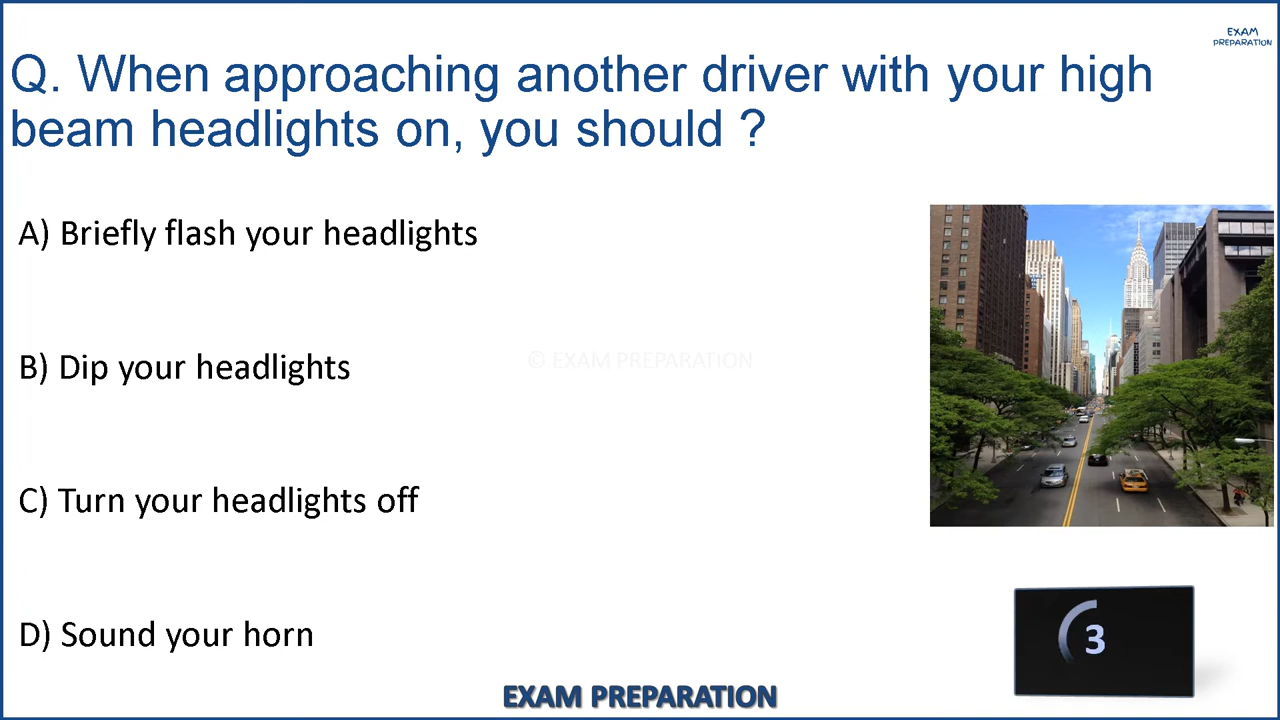 EXAM
PREPARATION
Q. When approaching another driver with your high
beam headlights on, you should ?
A) Briefly flash your headlights
B) Dip your headlights
© EXAM PREPARATION
C) Turn your headlights off
D) Sound your horn
3
EXAM PREPARATION